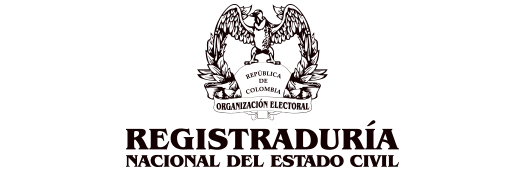 REPÚBLICA
DE
COLOMBIA
ORGANIZACIÓN ELECTORAL
REGISTRADURÍA
NACIONAL DEL ESTADO CIVIL